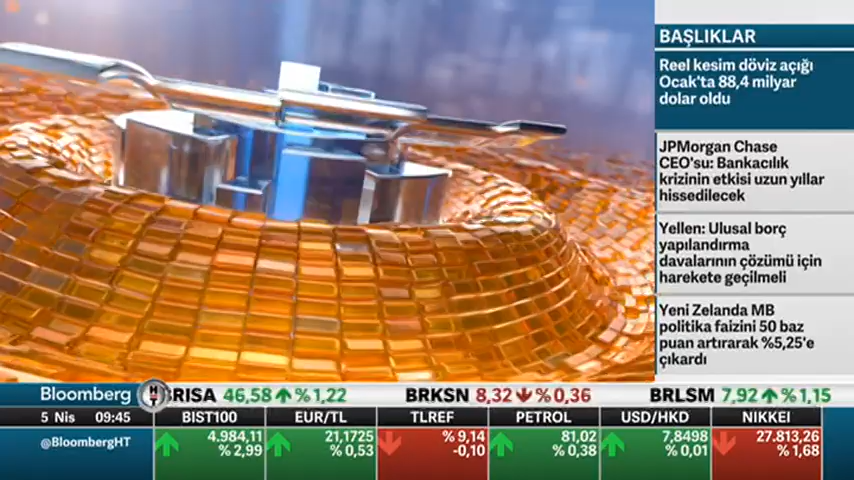 BAŞLIKLAR
Reel kesim döviz açığı
Ocak'ta 88,4 milyar
dolar oldu
JPMorgan Chase
CEO'su: Bankacılık
krizinin etkisi uzun yıllar
hissedilecek
Yellen: Ulusal borç
yapılandırma
davalarının çözümü için
harekete geçilmeli
Yeni Zelanda MB
politika faizini 50 baz
puan artırarak %5,25'e
çıkardı
Bloomberg HT RISA 46,58 %1,22 BRKSN 8,32 %0,36 BRLSM 7,92 %1,15
5 Nis 09:45 BIST100 EUR/TL TLREF PETROL USD/HKD NIKKEI
@BloombergHT 4.984,11 21,1725 %9,14 81,02 7,8498 27.813,26
%2,99 %0,53 -0,10 %0,38 %0,01 %1,68